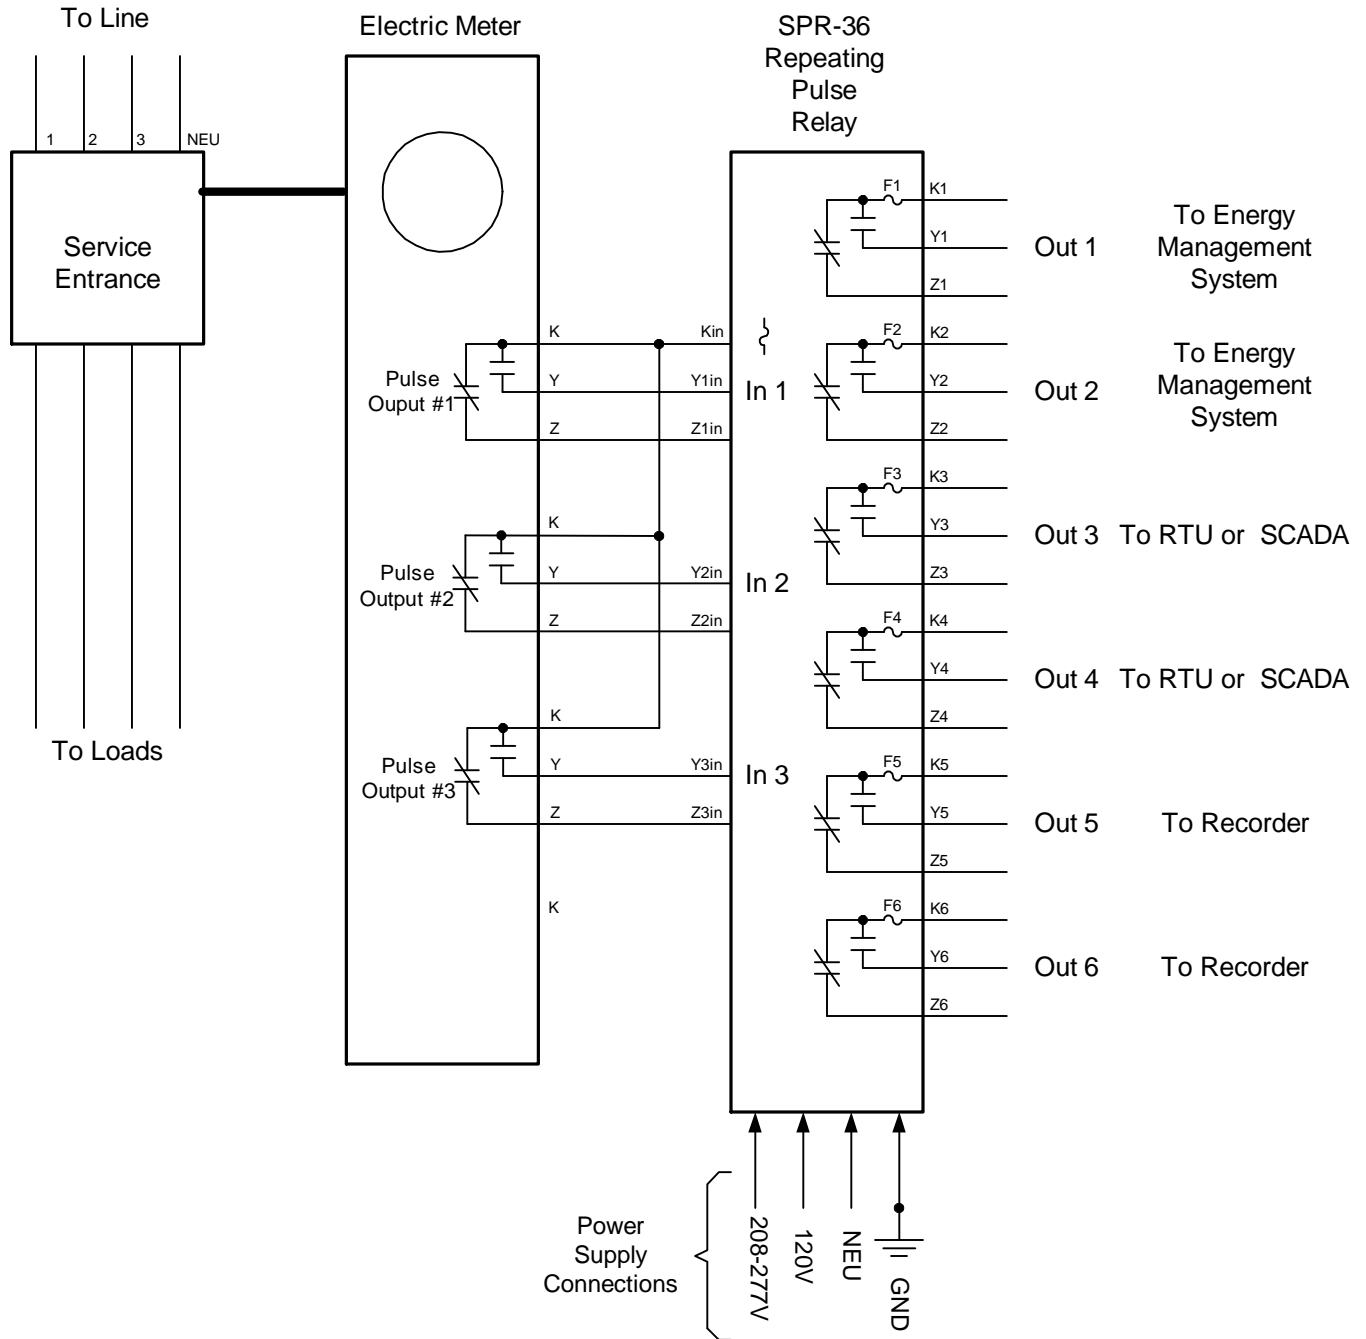 To Line
Electric Meter
SPR-36
Repeating
Pulse
Relay
1 2 3 NEU
Service
Entrance
Pulse
Ouput #1
K
Y
Z
Kin
Y1in
Z1in
In 1
Pulse
Output #2
K
Y
Z
Y2in
Z2in
In 2
Pulse
Output #3
K
Y
Z
Y3in
Z3in
In 3
K
F1 K1
Y1
Z1
Out 1
To Energy
Management
System
F2 K2
Y2
Z2
Out 2
To Energy
Management
System
F3 K3
Y3
Z3
Out 3 To RTU or SCADA
F4 K4
Y4
Z4
Out 4 To RTU or SCADA
F5 K5
Y5
Z5
Out 5 To Recorder
F6 K6
Y6
Z6
Out 6 To Recorder
To Loads
Power
Supply
Connections
208-277V
120V
NEU
GND